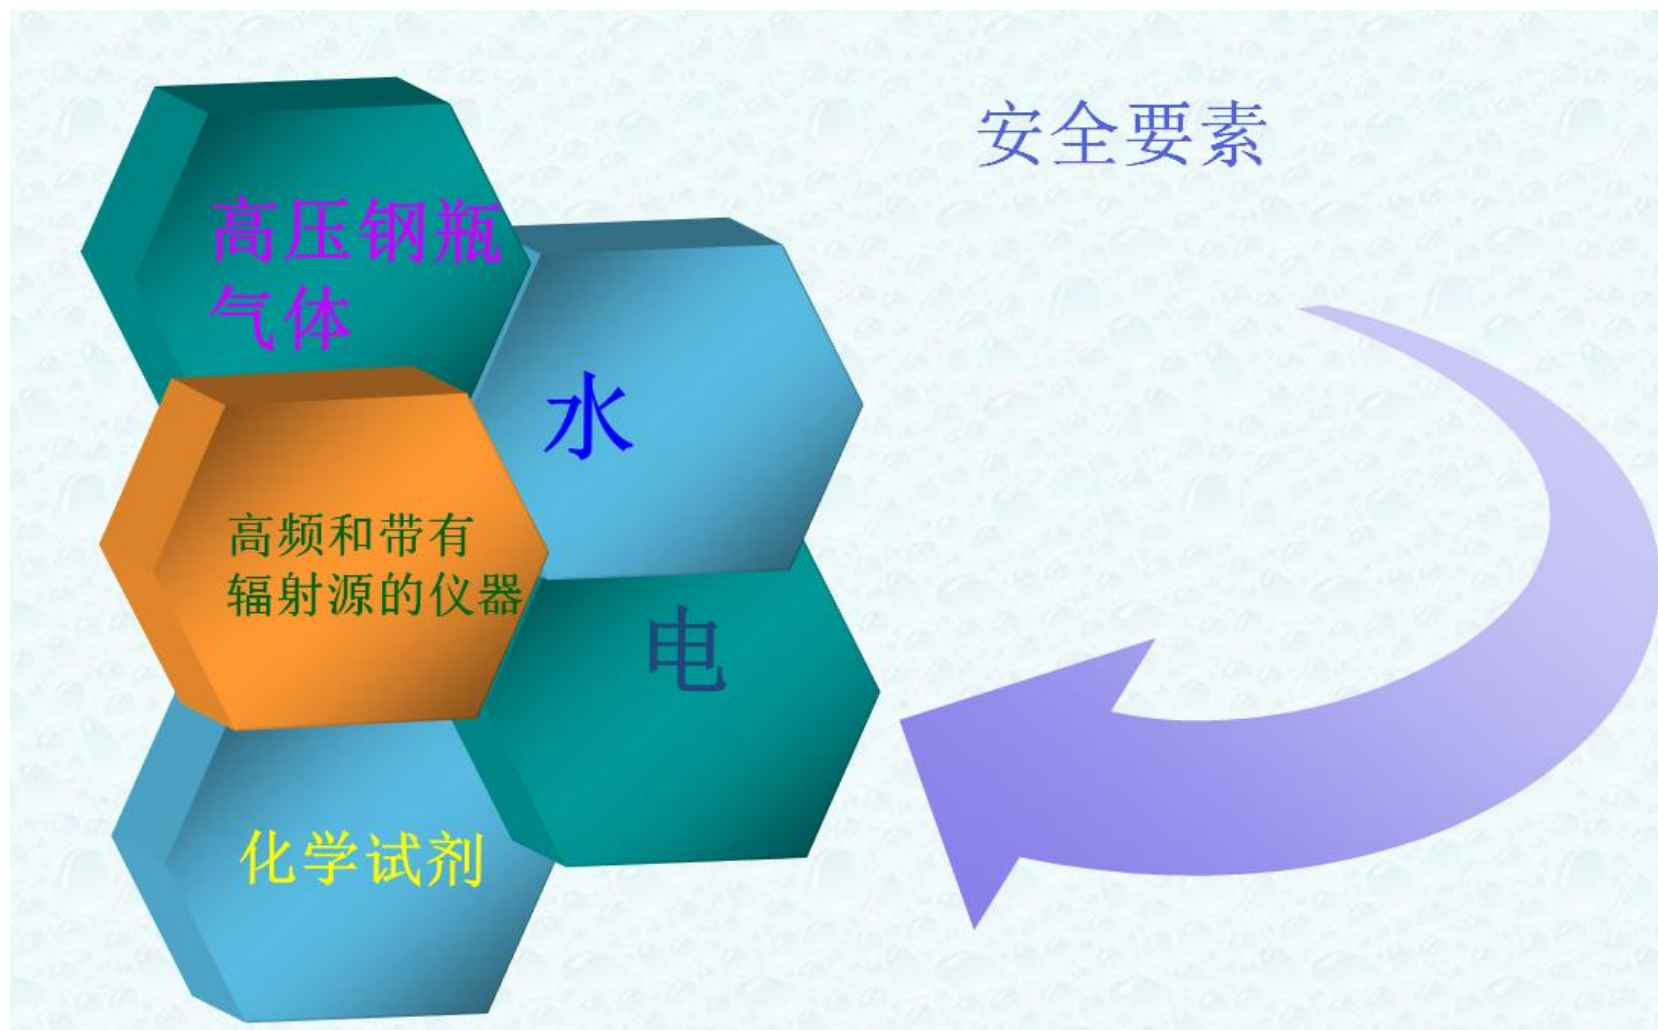 安全要素
高压钢瓶
气体
水
高频和带有
辐射源的仪器
电
化学试剂